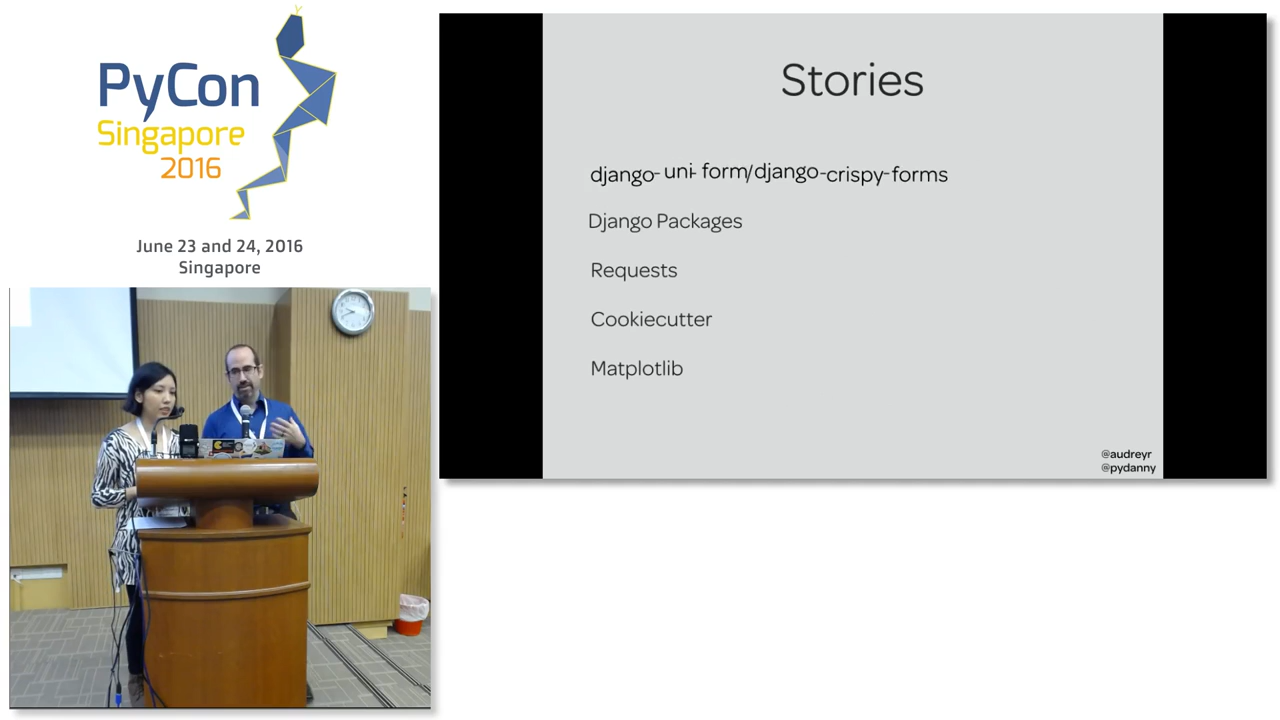 PyCon
Singapore
2016
June 23 and 24, 2016
Singapore
Stories
django-uni-form/django-crispy-forms
Django Packages
Requests
Cookiecutter
Matplotlib
@audreyr
@pydanny